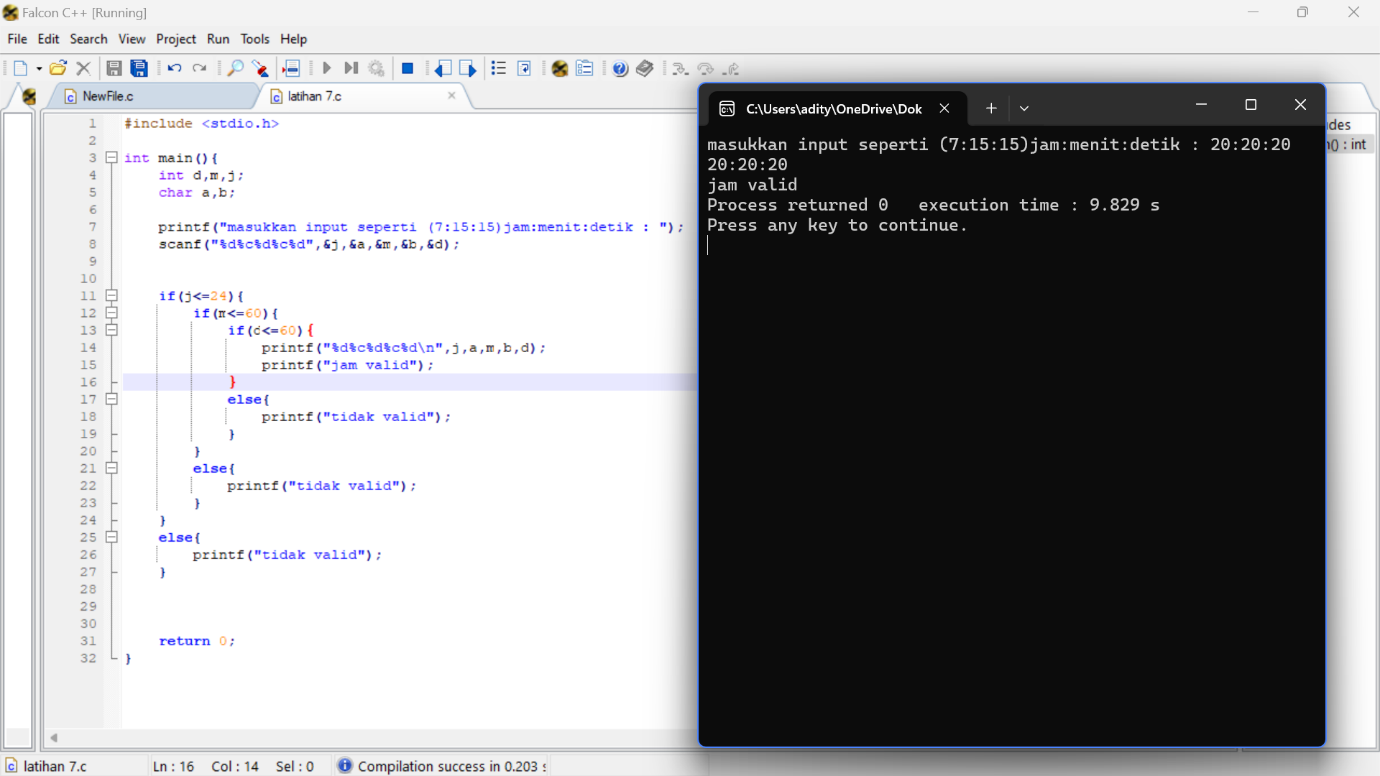 Falcon C++ [Running]
File Edit Search View Project Run Tools Help
NewFile.c
latihan 7.c
1 #include <stdio.h>
2
3 int main(){
4 int d,m,j;
5 char a,b;
6
7 printf("masukkan input seperti (7:15:15)jam:menit:detik : ");
8 scanf("%d%c%d%c%d",&j,&a,&m,&b,&d);
9
10
11 if(j<=24){
12 if(m<=60){
13 if(d<=60){
14 printf("%d%c%d%c%d\n",j,a,m,b,d);
15 printf("jam valid");
16 }
17 else{
18 printf("tidak valid");
19 }
20 }
21 else{
22 printf("tidak valid");
23 }
24 }
25 else{
26 printf("tidak valid");
27 }
28
29
30
31 return 0;
32 }
C:\Users\adity\OneDrive\Dok
masukkan input seperti (7:15:15)jam:menit:detik : 20:20:20
20:20:20
jam valid
Process returned 0 execution time : 9.829 s
Press any key to continue.
: int
latihan 7.c Ln : 16 Col : 14 Sel : 0 Compilation success in 0.203